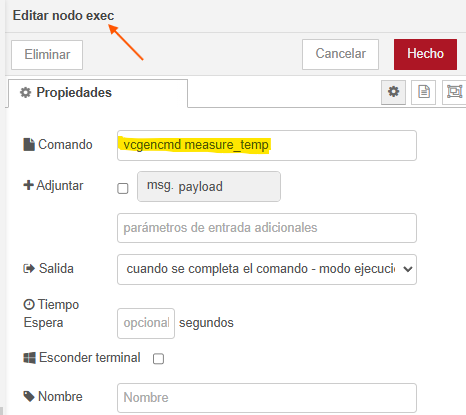 Editar nodo exec
Eliminar
Cancelar
Hecho
Propiedades
Comando
vcgencmd measure_temp
Adjuntar
msg. payload
parámetros de entrada adicionales
Salida
cuando se completa el comando - modo ejecució
Tiempo
Espera
opcional
segundos
Esconder terminal
Nombre
Nombre